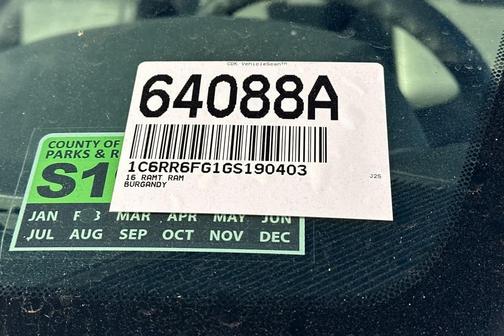 CDK VehicleScan™
64088A
1C6RR6FG1GS190403
16 RAMT RAM
BURGANDY
J25
COUNTY OF
PARKS & R
S1
JAN F B MAR APR MAY JUN
JUL AUG SEP OCT NOV DEC